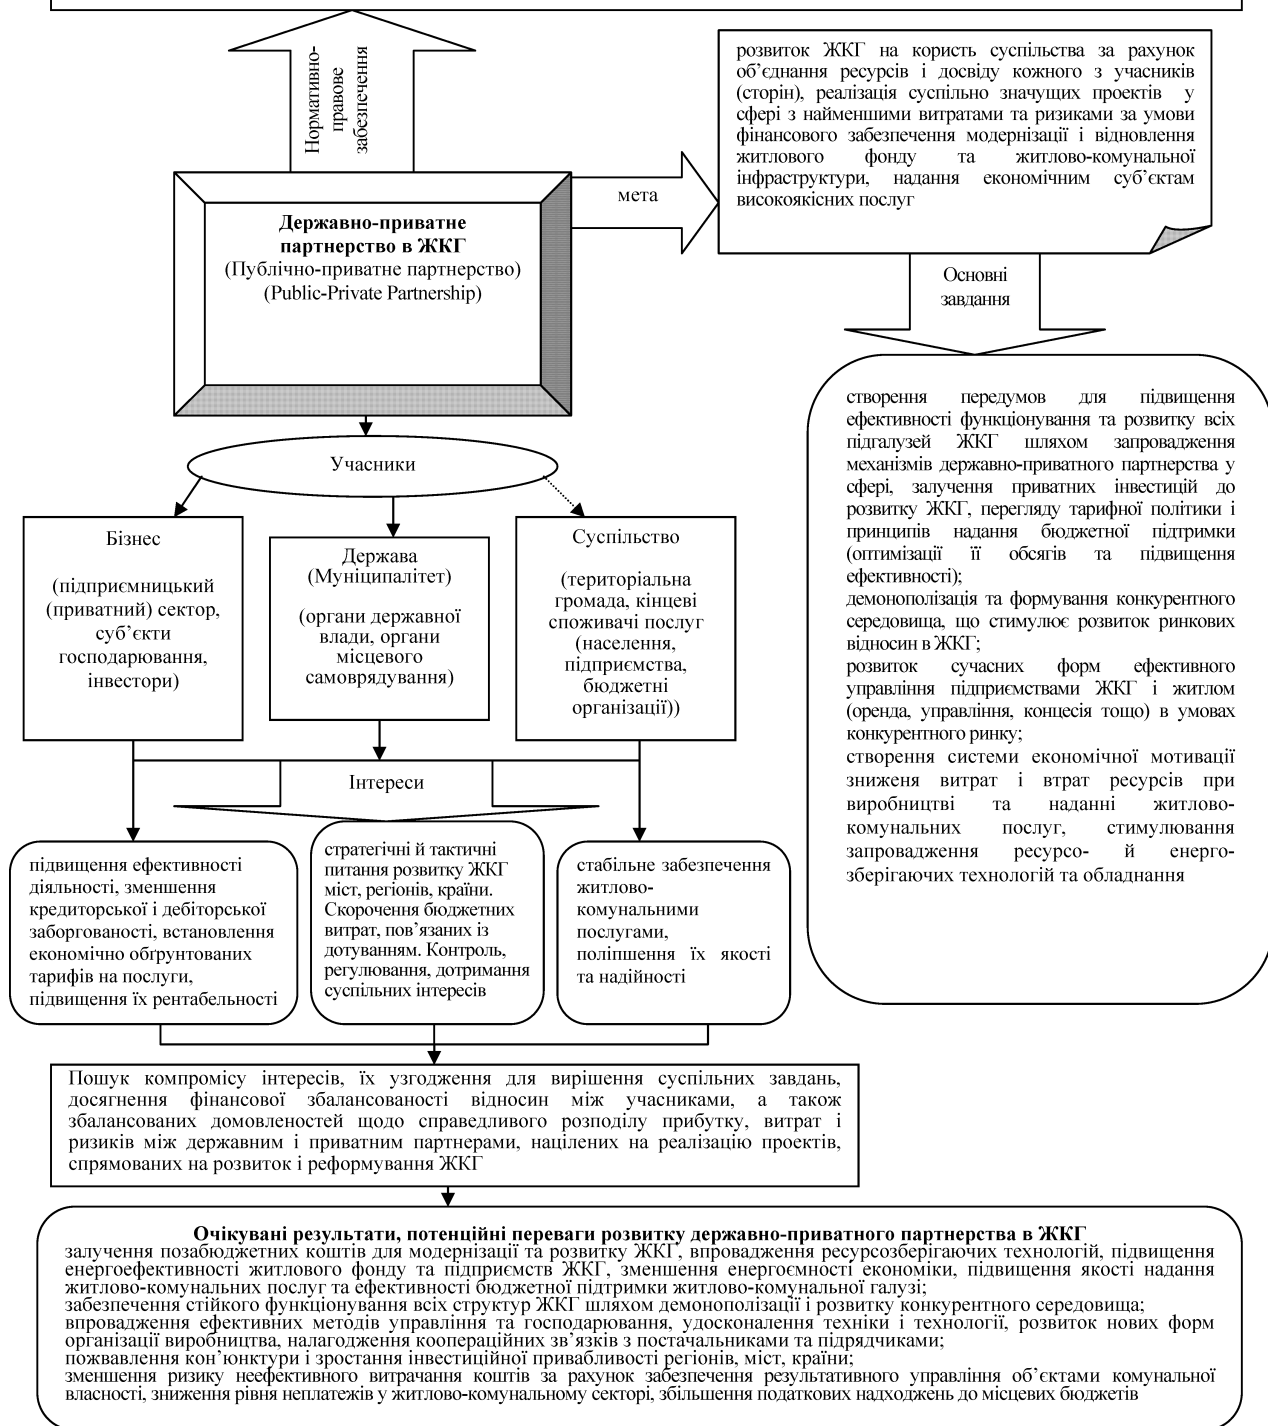 Нормативно-
правове
забезпечення
розвиток ЖКГ на користь суспільства за рахунок
об’єднання ресурсів і досвіду кожного з учасників
(сторін), реалізація суспільно значущих проектів у
сфері з найменшими витратами та ризиками за умови
фінансового забезпечення модернізації і відновлення
житлового фонду та житлово-комунальної
інфраструктури, надання економічним суб’єктам
високоякісних послуг
мета
Державно-приватне
партнерство в ЖКГ
(Публічно-приватне партнерство)
(Public-Private Partnership)
Основні
завдання
створення передумов для підвищення
ефективності функціонування та розвитку всіх
підгалузей ЖКГ шляхом запровадження
механізмів державно-приватного партнерства у
сфері, залучення приватних інвестицій до
розвитку ЖКГ, перегляду тарифної політики і
принципів надання бюджетної підтримки
(оптимізації її обсягів та підвищення
ефективності);
демонополізація та формування конкурентного
середовища, що стимулює розвиток ринкових
відносин в ЖКГ;
розвиток сучасних форм ефективного
управління підприємствами ЖКГ і житлом
(оренда, управління, концесія тощо) в умовах
конкурентного ринку;
створення системи економічної мотивації
зниженя витрат і втрат ресурсів при
виробництві та наданні житлово-
комунальних послуг, стимулювання
запровадження ресурсо- й енерго-
зберігаючих технологій та обладнання
Учасники
Бізнес
(підприємницький
(приватний) сектор,
суб’єкти
господарювання,
інвестори)
Держава
(Муніципалітет)
(органи державної
влади, органи
місцевого
самоврядування)
Суспільство
(територіальна
громада, кінцеві
споживачі послуг
(населення,
підприємства,
бюджетні
організації))
Інтереси
підвищення ефективності
діяльності, зменшення
кредиторської і дебіторської
заборгованості, встановлення
економічно обґрунтованих
тарифів на послуги,
підвищення їх рентабельності
стратегічні й тактичні
питання розвитку ЖКГ
міст, регіонів, країни.
Скорочення бюджетних
витрат, пов’язаних із
дотуванням. Контроль,
регулювання, дотримання
суспільних інтересів
стабільне забезпечення
житлово-
комунальними
послугами,
поліпшення їх якості
та надійності
Пошук компромісу інтересів, їх узгодження для вирішення суспільних завдань,
досягнення фінансової збалансованості відносин між учасниками, а також
збалансованих домовленостей щодо справедливого розподілу прибутку, витрат і
ризиків між державним і приватним партнерами, націлених на реалізацію проектів,
спрямованих на розвиток і реформування ЖКГ
Очікувані результати, потенційні переваги розвитку державно-приватного партнерства в ЖКГ
залучення позабюджетних коштів для модернізації та розвитку ЖКГ, впровадження ресурсозберігаючих технологій, підвищення
енергоефективності житлового фонду та підприємств ЖКГ, зменшення енергоємності економіки, підвищення якості надання
житлово-комунальних послуг та ефективності бюджетної підтримки житлово-комунальної галузі;
забезпечення стійкого функціонування всіх структур ЖКГ шляхом демонополізації і розвитку конкурентного середовища;
впровадження ефективних методів управління та господарювання, удосконалення техніки і технології, розвиток нових форм
організації виробництва, налагодження коопераційних зв’язків з постачальниками та підрядчиками;
пожвавлення кон’юнктури і зростання інвестиційної привабливості регіонів, міст, країни;
зменшення ризику неефективного витрачання коштів за рахунок забезпечення результативного управління об’єктами комунальної
власності, зниження рівня неплатежів у житлово-комунальному секторі, збільшення податкових надходжень до місцевих бюджетів